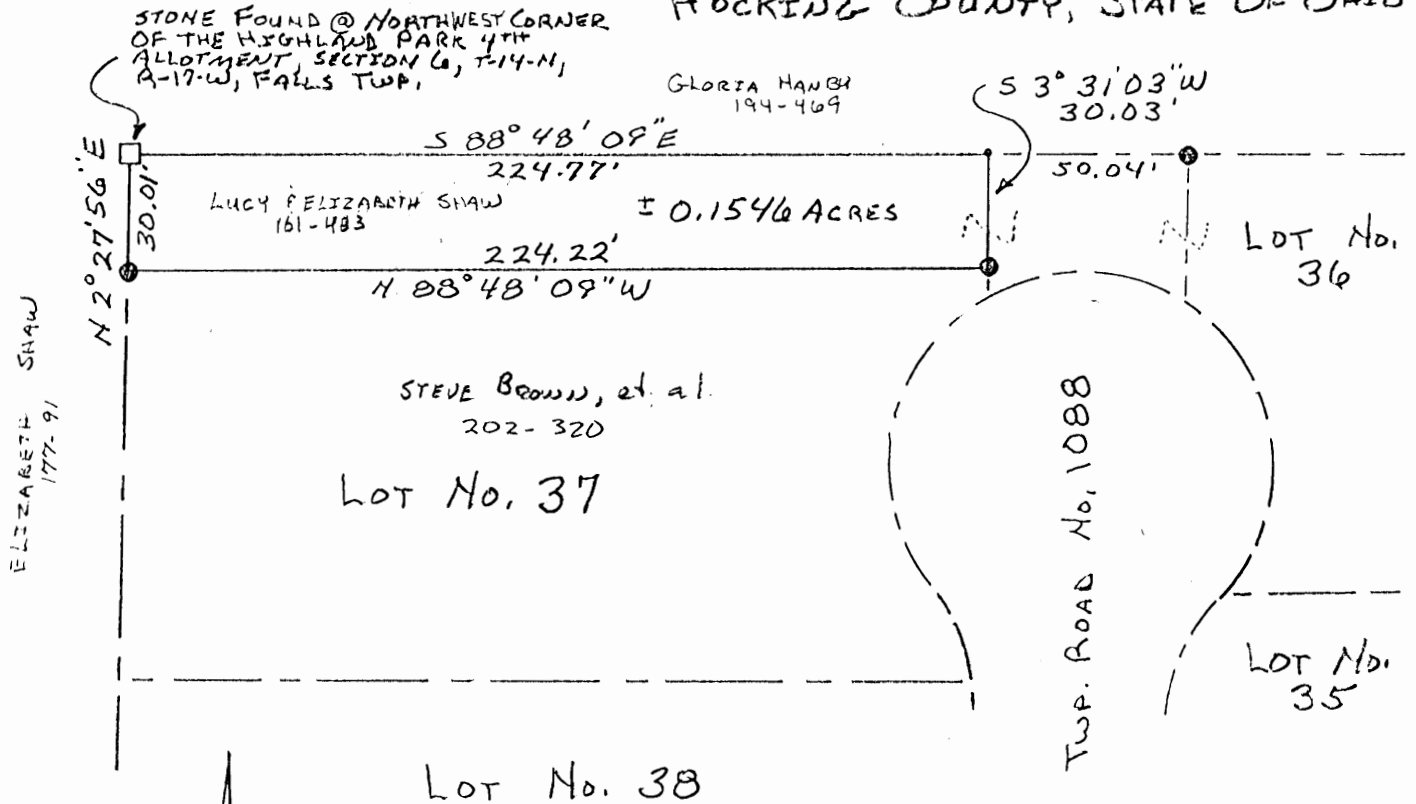 HOCKING COUNTY, STATE OF OHIO
STONE FOUND @ NORTHWEST CORNER
OF THE HIGHLAND PARK 4TH
ALLOTMENT, SECTION 6, T-14-N,
R-17-W, FALLS TWP.
GLORIA HANBY
194-469
S 3° 31' 03" W
30.03'
S 88° 48' 09" E
224.77'
50.04'
N 2° 27' 56" E
30.01'
LUCY & ELIZABETH SHAW
161-483
± 0.1546 ACRES
224.22'
N 88° 48' 09" W
LOT No.
36
ELIZABETH SHAW
177-91
STEVE BROWN, et. al.
202-320
LOT No. 37
TWP. ROAD No. 1088
LOT No.
35
LOT No. 38